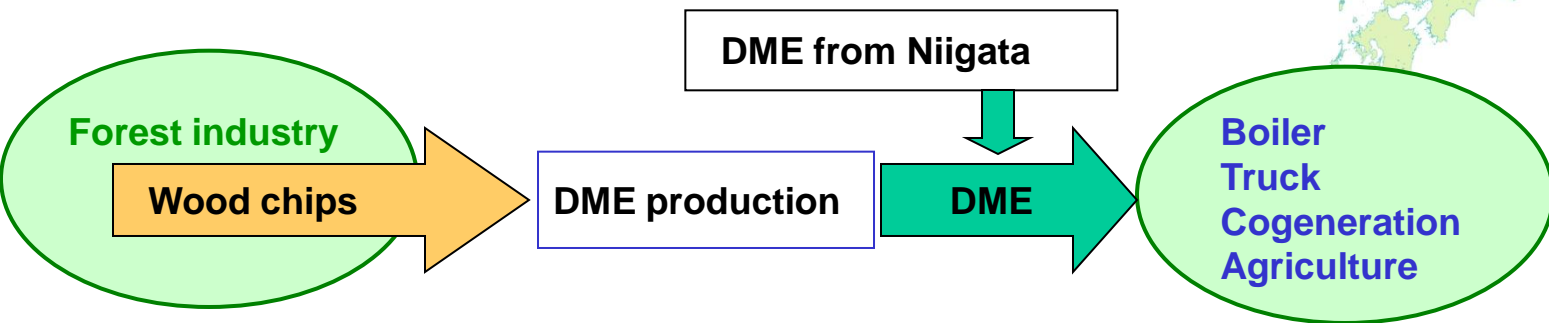 DME from Niigata
Forest industry
Wood chips
DME production
DME
Boiler
Truck
Cogeneration
Agriculture